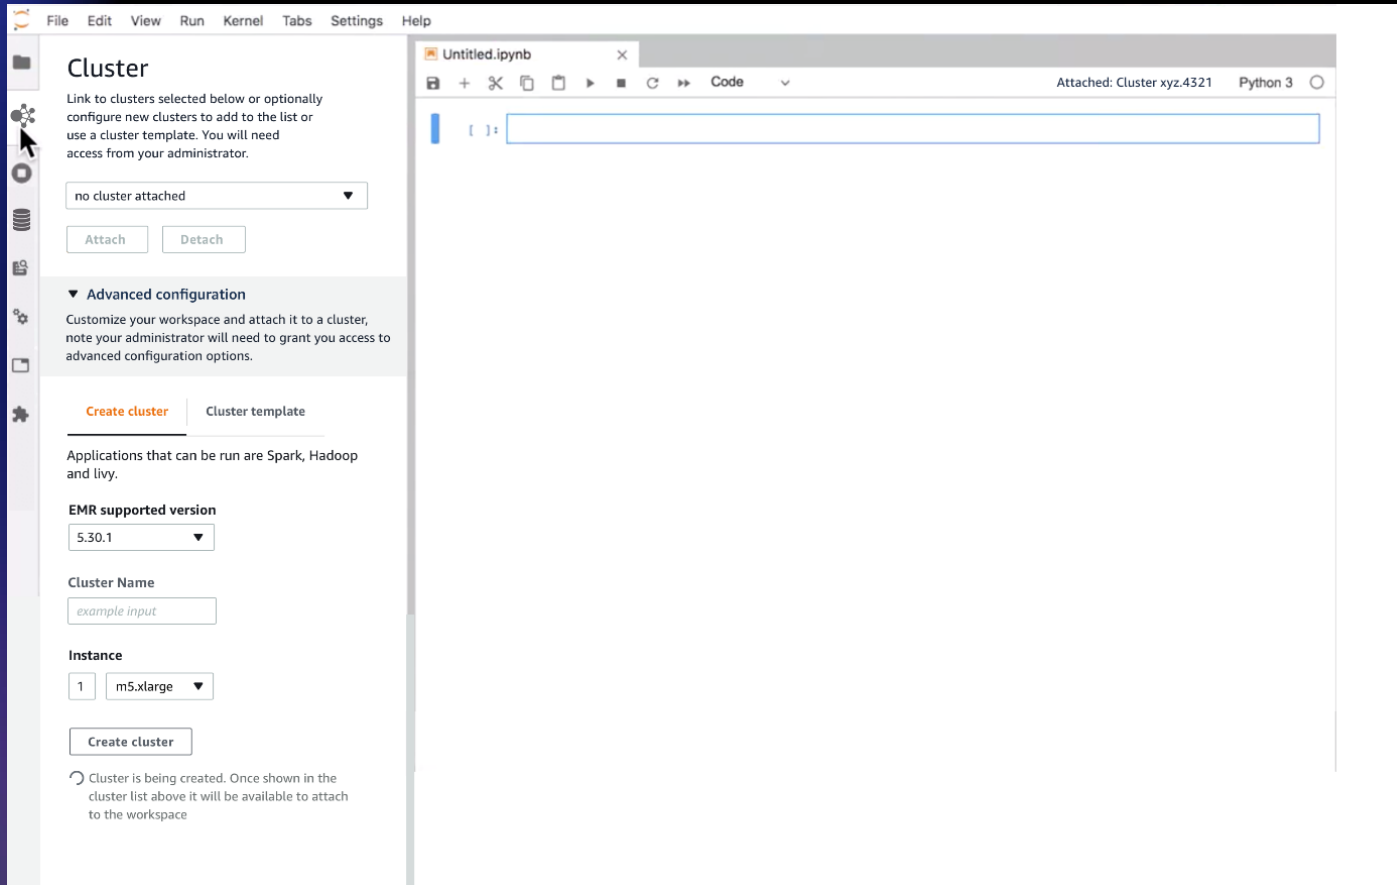 File Edit View Run Kernel Tabs Settings Help
Cluster
Link to clusters selected below or optionally
configure new clusters to add to the list or
use a cluster template. You will need
access from your administrator.
no cluster attached
Attach Detach
Advanced configuration
Customize your workspace and attach it to a cluster,
note your administrator will need to grant you access to
advanced configuration options.
Create cluster Cluster template
Applications that can be run are Spark, Hadoop
and livy.
EMR supported version
5.30.1
Cluster Name
example input
Instance
1 m5.xlarge
Create cluster
Cluster is being created. Once shown in the
cluster list above it will be available to attach
to the workspace
Untitled.ipynb
Code Attached: Cluster xyz.4321 Python 3
[ ]: